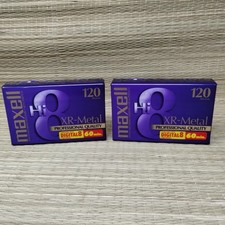 maxell
Hi8
120
XR-Metal
PROFESSIONAL QUALITY
DIGITAL8
60min.
maxell
Hi8
120
XR-Metal
PROFESSIONAL QUALITY
DIGITAL8
60min.